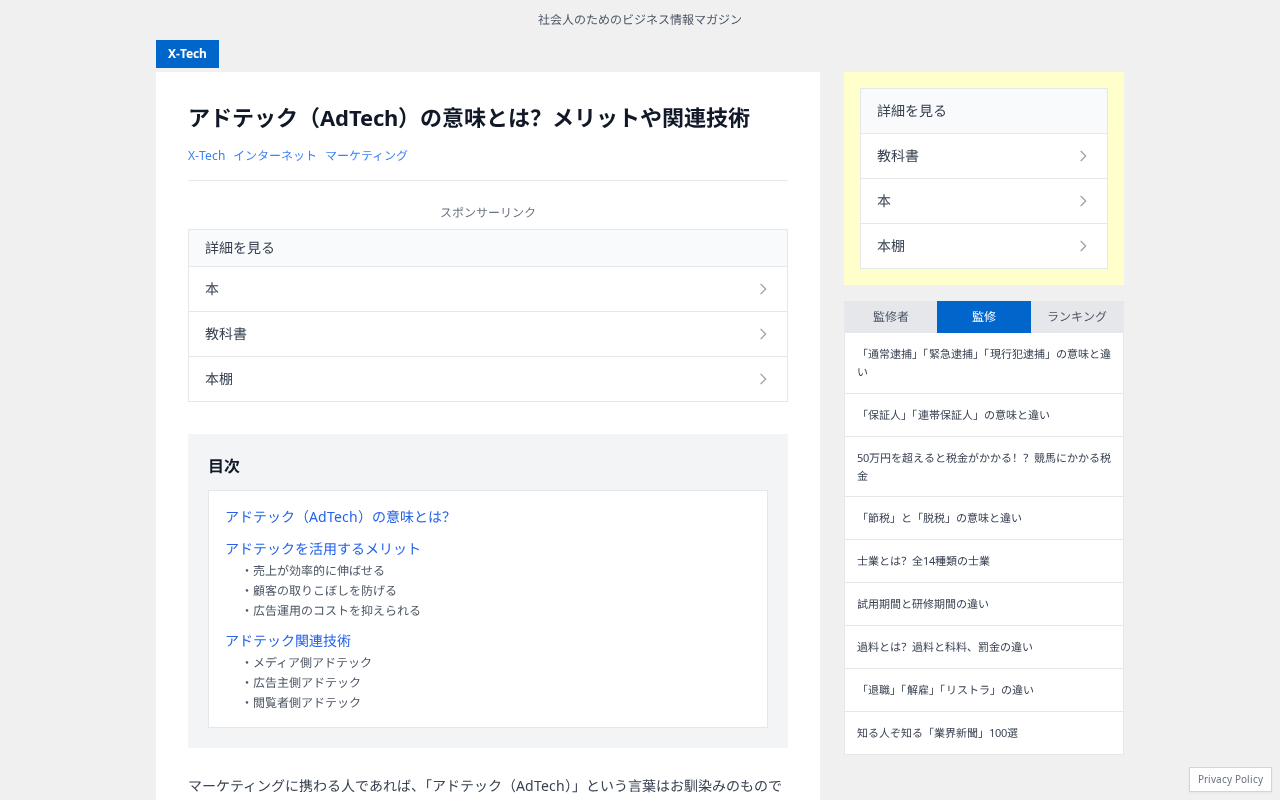 社会人のためのビジネス情報マガジン
X-Tech
アドテック（AdTech）の意味とは？メリットや関連技術
X-Tech インターネット マーケティング
スポンサーリンク
詳細を見る
本
教科書
本棚
目次
アドテック（AdTech）の意味とは？
アドテックを活用するメリット
・売上が効率的に伸ばせる
・顧客の取りこぼしを防げる
・広告運用のコストを抑えられる
アドテック関連技術
・メディア側アドテック
・広告主側アドテック
・閲覧者側アドテック
マーケティングに携わる人であれば、「アドテック（AdTech）」という言葉はお馴染みのもので
詳細を見る
教科書
本
本棚
監修者 監修 ランキング
「通常逮捕」「緊急逮捕」「現行犯逮捕」の意味と違
い
「保証人」「連帯保証人」の意味と違い
50万円を超えると税金がかかる！？競馬にかかる税
金
「節税」と「脱税」の意味と違い
士業とは？全14種類の士業
試用期間と研修期間の違い
過料とは？過料と科料、罰金の違い
「退職」「解雇」「リストラ」の違い
知る人ぞ知る「業界新聞」100選
Privacy Policy